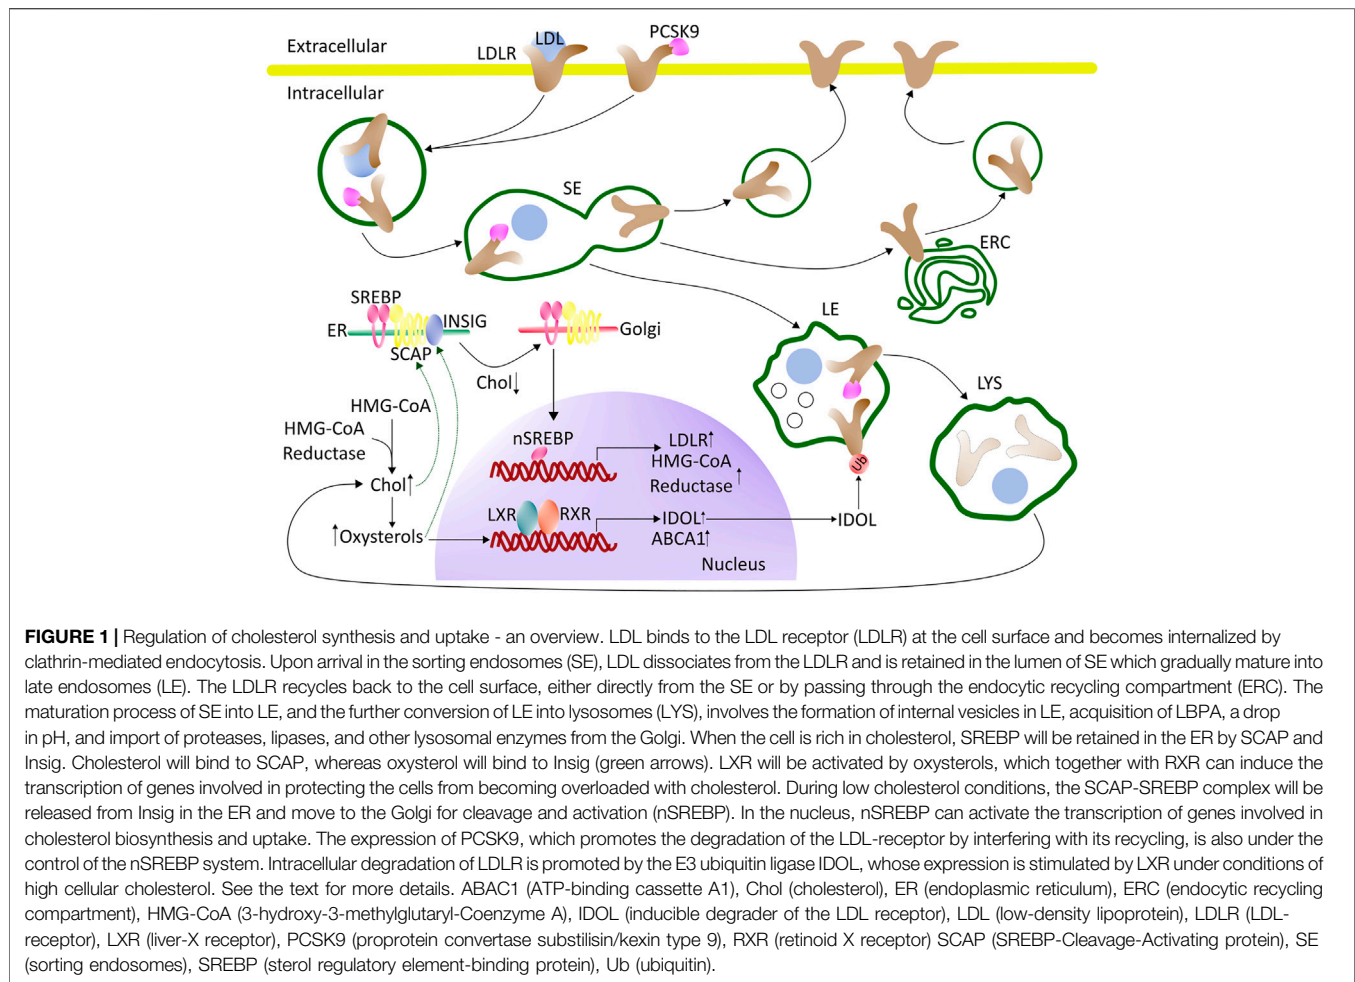 Extracellular
LDLR
LDL
PCSK9
Intracellular
SE
ERC
SREBP
ER
INSIG
SCAP
Golgi
Chol↓
LE
LYS
HMG-CoA
HMG-CoA
Reductase
Chol↑
↑Oxysterols
nSREBP
LDLR↑
HMG-CoA
Reductase ↑
LXR
RXR
IDOL↑
ABCA1↑
Nucleus
IDOL
Ub
FIGURE 1 | Regulation of cholesterol synthesis and uptake - an overview. LDL binds to the LDL receptor (LDLR) at the cell surface and becomes internalized by
clathrin-mediated endocytosis. Upon arrival in the sorting endosomes (SE), LDL dissociates from the LDLR and is retained in the lumen of SE which gradually mature into
late endosomes (LE). The LDLR recycles back to the cell surface, either directly from the SE or by passing through the endocytic recycling compartment (ERC). The
maturation process of SE into LE, and the further conversion of LE into lysosomes (LYS), involves the formation of internal vesicles in LE, acquisition of LBPA, a drop
in pH, and import of proteases, lipases, and other lysosomal enzymes from the Golgi. When the cell is rich in cholesterol, SREBP will be retained in the ER by SCAP and
Insig. Cholesterol will bind to SCAP, whereas oxysterol will bind to Insig (green arrows). LXR will be activated by oxysterols, which together with RXR can induce the
transcription of genes involved in protecting the cells from becoming overloaded with cholesterol. During low cholesterol conditions, the SCAP-SREBP complex will be
released from Insig in the ER and move to the Golgi for cleavage and activation (nSREBP). In the nucleus, nSREBP can activate the transcription of genes involved in
cholesterol biosynthesis and uptake. The expression of PCSK9, which promotes the degradation of the LDL-receptor by interfering with its recycling, is also under the
control of the nSREBP system. Intracellular degradation of LDLR is promoted by the E3 ubiquitin ligase IDOL, whose expression is stimulated by LXR under conditions of
high cellular cholesterol. See the text for more details. ABAC1 (ATP-binding cassette A1), Chol (cholesterol), ER (endoplasmic reticulum), ERC (endocytic recycling
compartment), HMG-CoA (3-hydroxy-3-methylglutaryl-Coenzyme A), IDOL (inducible degrader of the LDL receptor), LDL (low-density lipoprotein), LDLR (LDL-
receptor), LXR (liver-X receptor), PCSK9 (proprotein convertase substilisin/kexin type 9), RXR (retinoid X receptor) SCAP (SREBP-Cleavage-Activating protein), SE
(sorting endosomes), SREBP (sterol regulatory element-binding protein), Ub (ubiquitin).